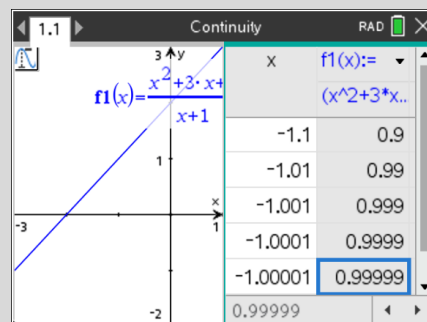 1.1 Continuity RAD
3 y
f1(x)=x²+3·x+
x+1
1
x
-3 1
-2
x f1(x):=
(x^2+3*x..
-1.1 0.9
-1.01 0.99
-1.001 0.999
-1.0001 0.9999
-1.00001 0.99999
0.99999